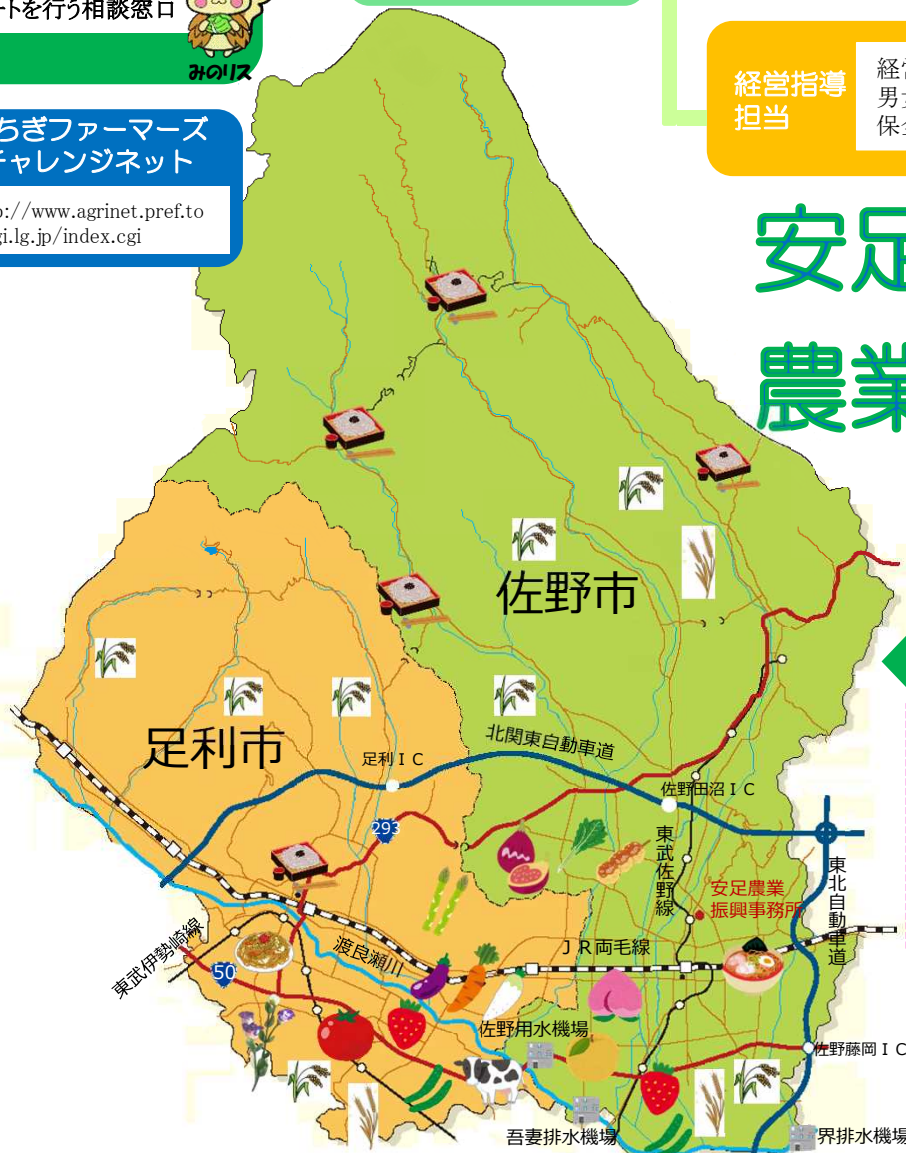 ートを行う相談窓口
みのリス
ちぎファーマーズ
チャレンジネット
://www.agrinet.pref.to
gi.lg.jp/index.cgi
経営指導
担当
経
男
保
安足
農業
佐野市
足利市
北関東自動車道
足利ＩＣ
佐野田沼ＩＣ
293
東武佐野線
安足農業
振興事務所
東北自動車道
ＪＲ両毛線
渡良瀬川
東武伊勢崎線
50
佐野用水機場
佐野藤岡ＩＣ
吾妻排水機場
界排水機場